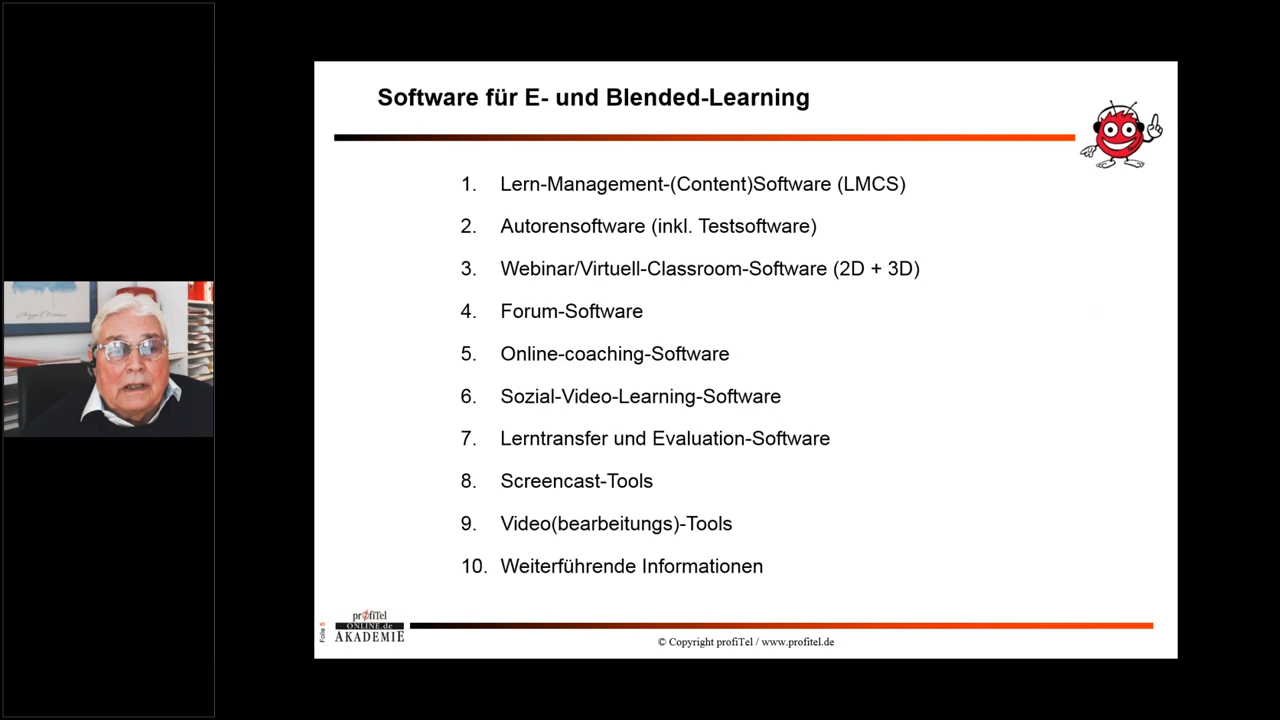 Software für E- und Blended-Learning
1. Lern-Management-(Content)Software (LMCS)
2. Autorensoftware (inkl. Testsoftware)
3. Webinar/Virtuell-Classroom-Software (2D + 3D)
4. Forum-Software
5. Online-coaching-Software
6. Sozial-Video-Learning-Software
7. Lerntransfer und Evaluation-Software
8. Screencast-Tools
9. Video(bearbeitungs)-Tools
10. Weiterführende Informationen
Folie 5
profiTel
ONLINE.de
AKADEMIE
© Copyright profiTel / www.profitel.de